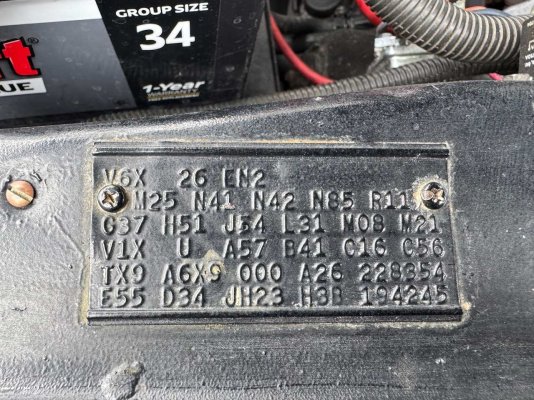 GROUP SIZE
34
1-Year
V6X 26 EN2
M25 N41 N42 N85 R11
G37 H51 J54 L31 M08 M21
V1X U A57 B41 C16 C56
TX9 A6X9 000 A26 228354
E55 D34 JH23 H3B 194245